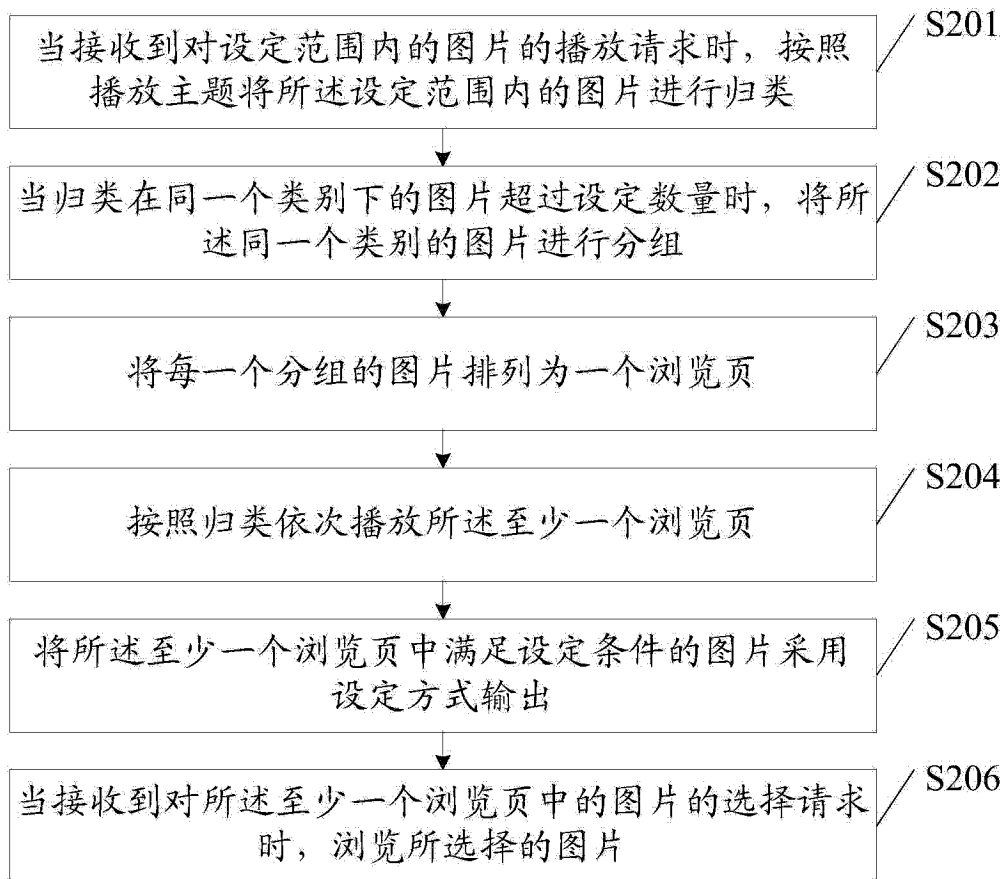 当接收到对设定范围内的图片的播放请求时，按照
播放主题将所述设定范围内的图片进行归类
S201
当归类在同一个类别下的图片超过设定数量时，将所
述同一个类别的图片进行分组
S202
将每一个分组的图片排列为一个浏览页
S203
按照归类依次播放所述至少一个浏览页
S204
将所述至少一个浏览页中满足设定条件的图片采用
设定方式输出
S205
当接收到对所述至少一个浏览页中的图片的选择请求
时，浏览所选择的图片
S206